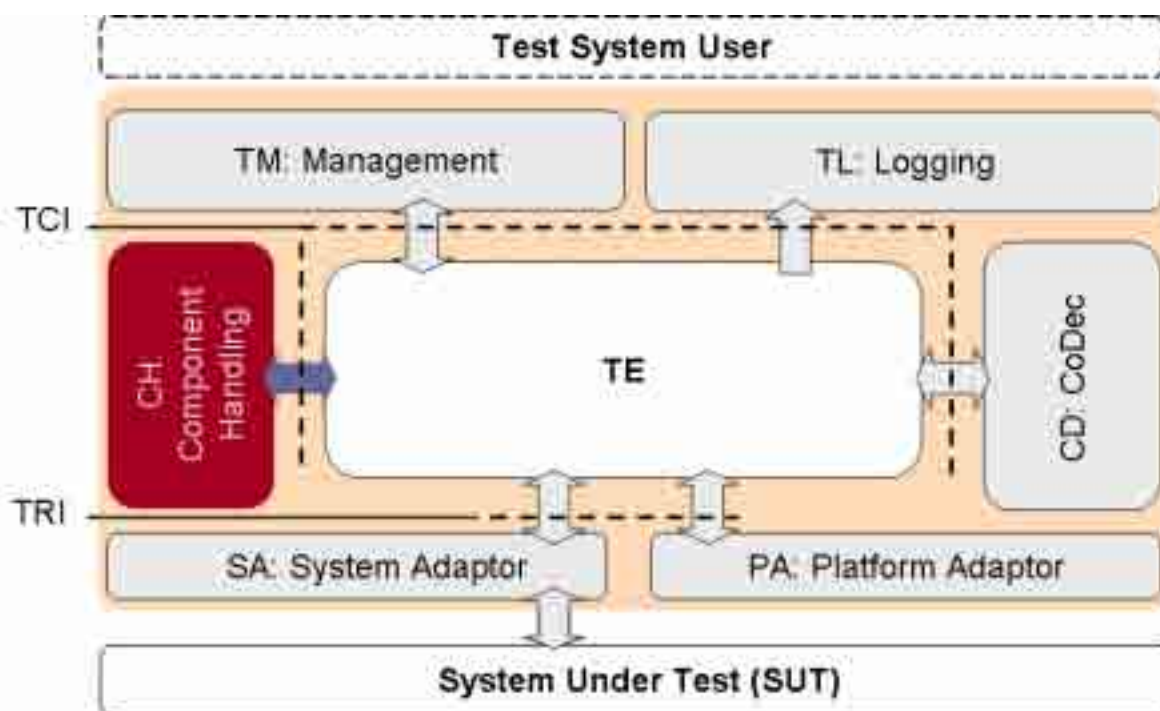 Test System User
TM: Management
TL: Logging
TCI
CH:
Component
Handling
TE
CD: CoDec
TRI
SA: System Adaptor
PA: Platform Adaptor
System Under Test (SUT)